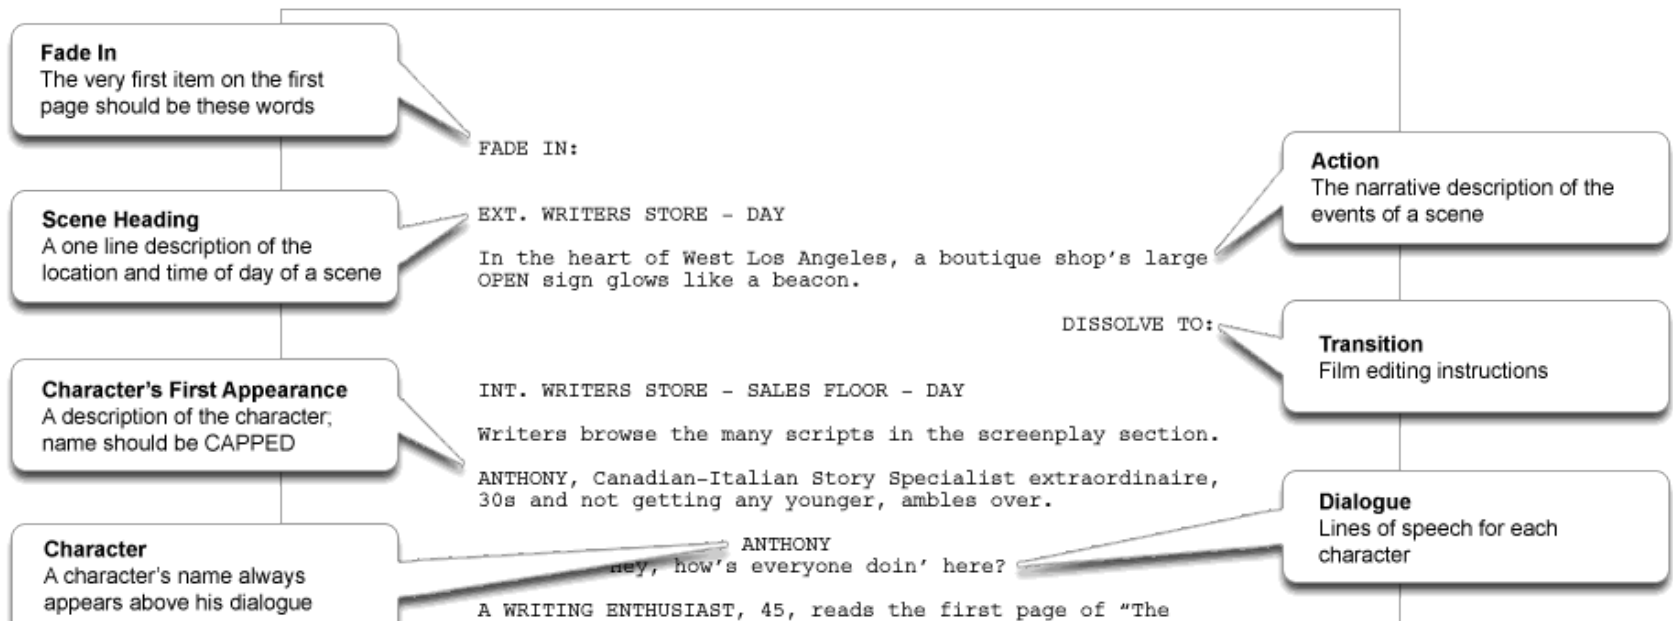 Fade In
The very first item on the first
page should be these words
FADE IN:
Scene Heading
A one line description of the
location and time of day of a scene
EXT. WRITERS STORE - DAY
In the heart of West Los Angeles, a boutique shop's large
OPEN sign glows like a beacon.
Action
The narrative description of the
events of a scene
DISSOLVE TO:
Transition
Film editing instructions
Character's First Appearance
A description of the character;
name should be CAPPED
INT. WRITERS STORE - SALES FLOOR - DAY
Writers browse the many scripts in the screenplay section.
ANTHONY, Canadian-Italian Story Specialist extraordinaire,
30s and not getting any younger, ambles over.
Character
A character's name always
appears above his dialogue
ANTHONY
Hey, how's everyone doin' here?
Dialogue
Lines of speech for each
character
A WRITING ENTHUSIAST, 45, reads the first page of "The